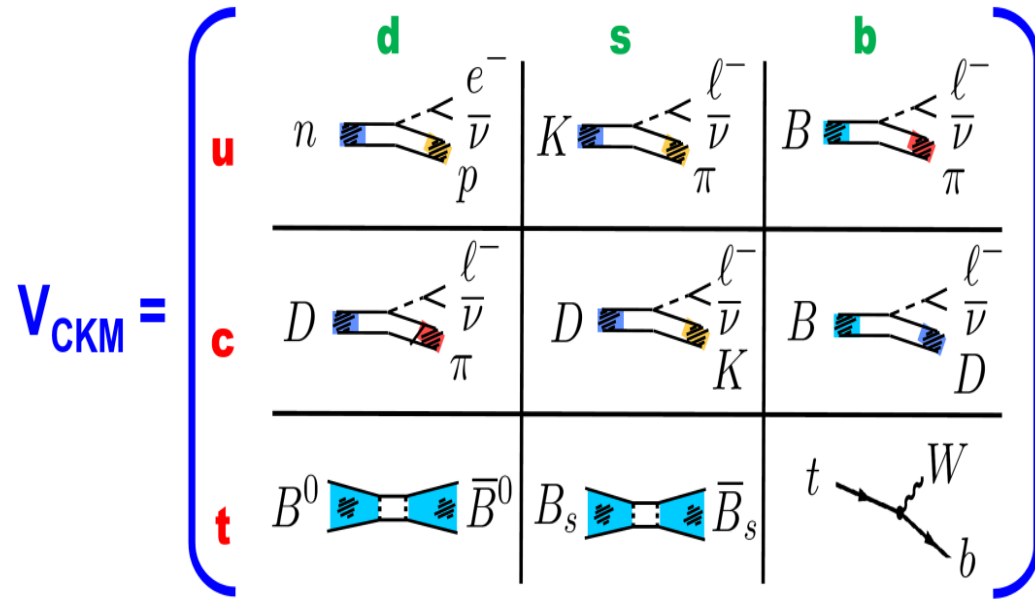 d s b
u n e⁻ ν̅ p K ℓ⁻ ν̅ π B ℓ⁻ ν̅ π
V_CKM =
c D ℓ⁻ ν̅ π D ℓ⁻ ν̅ K B ℓ⁻ ν̅ D
t B⁰ B̅⁰ B_s B̅_s t W b